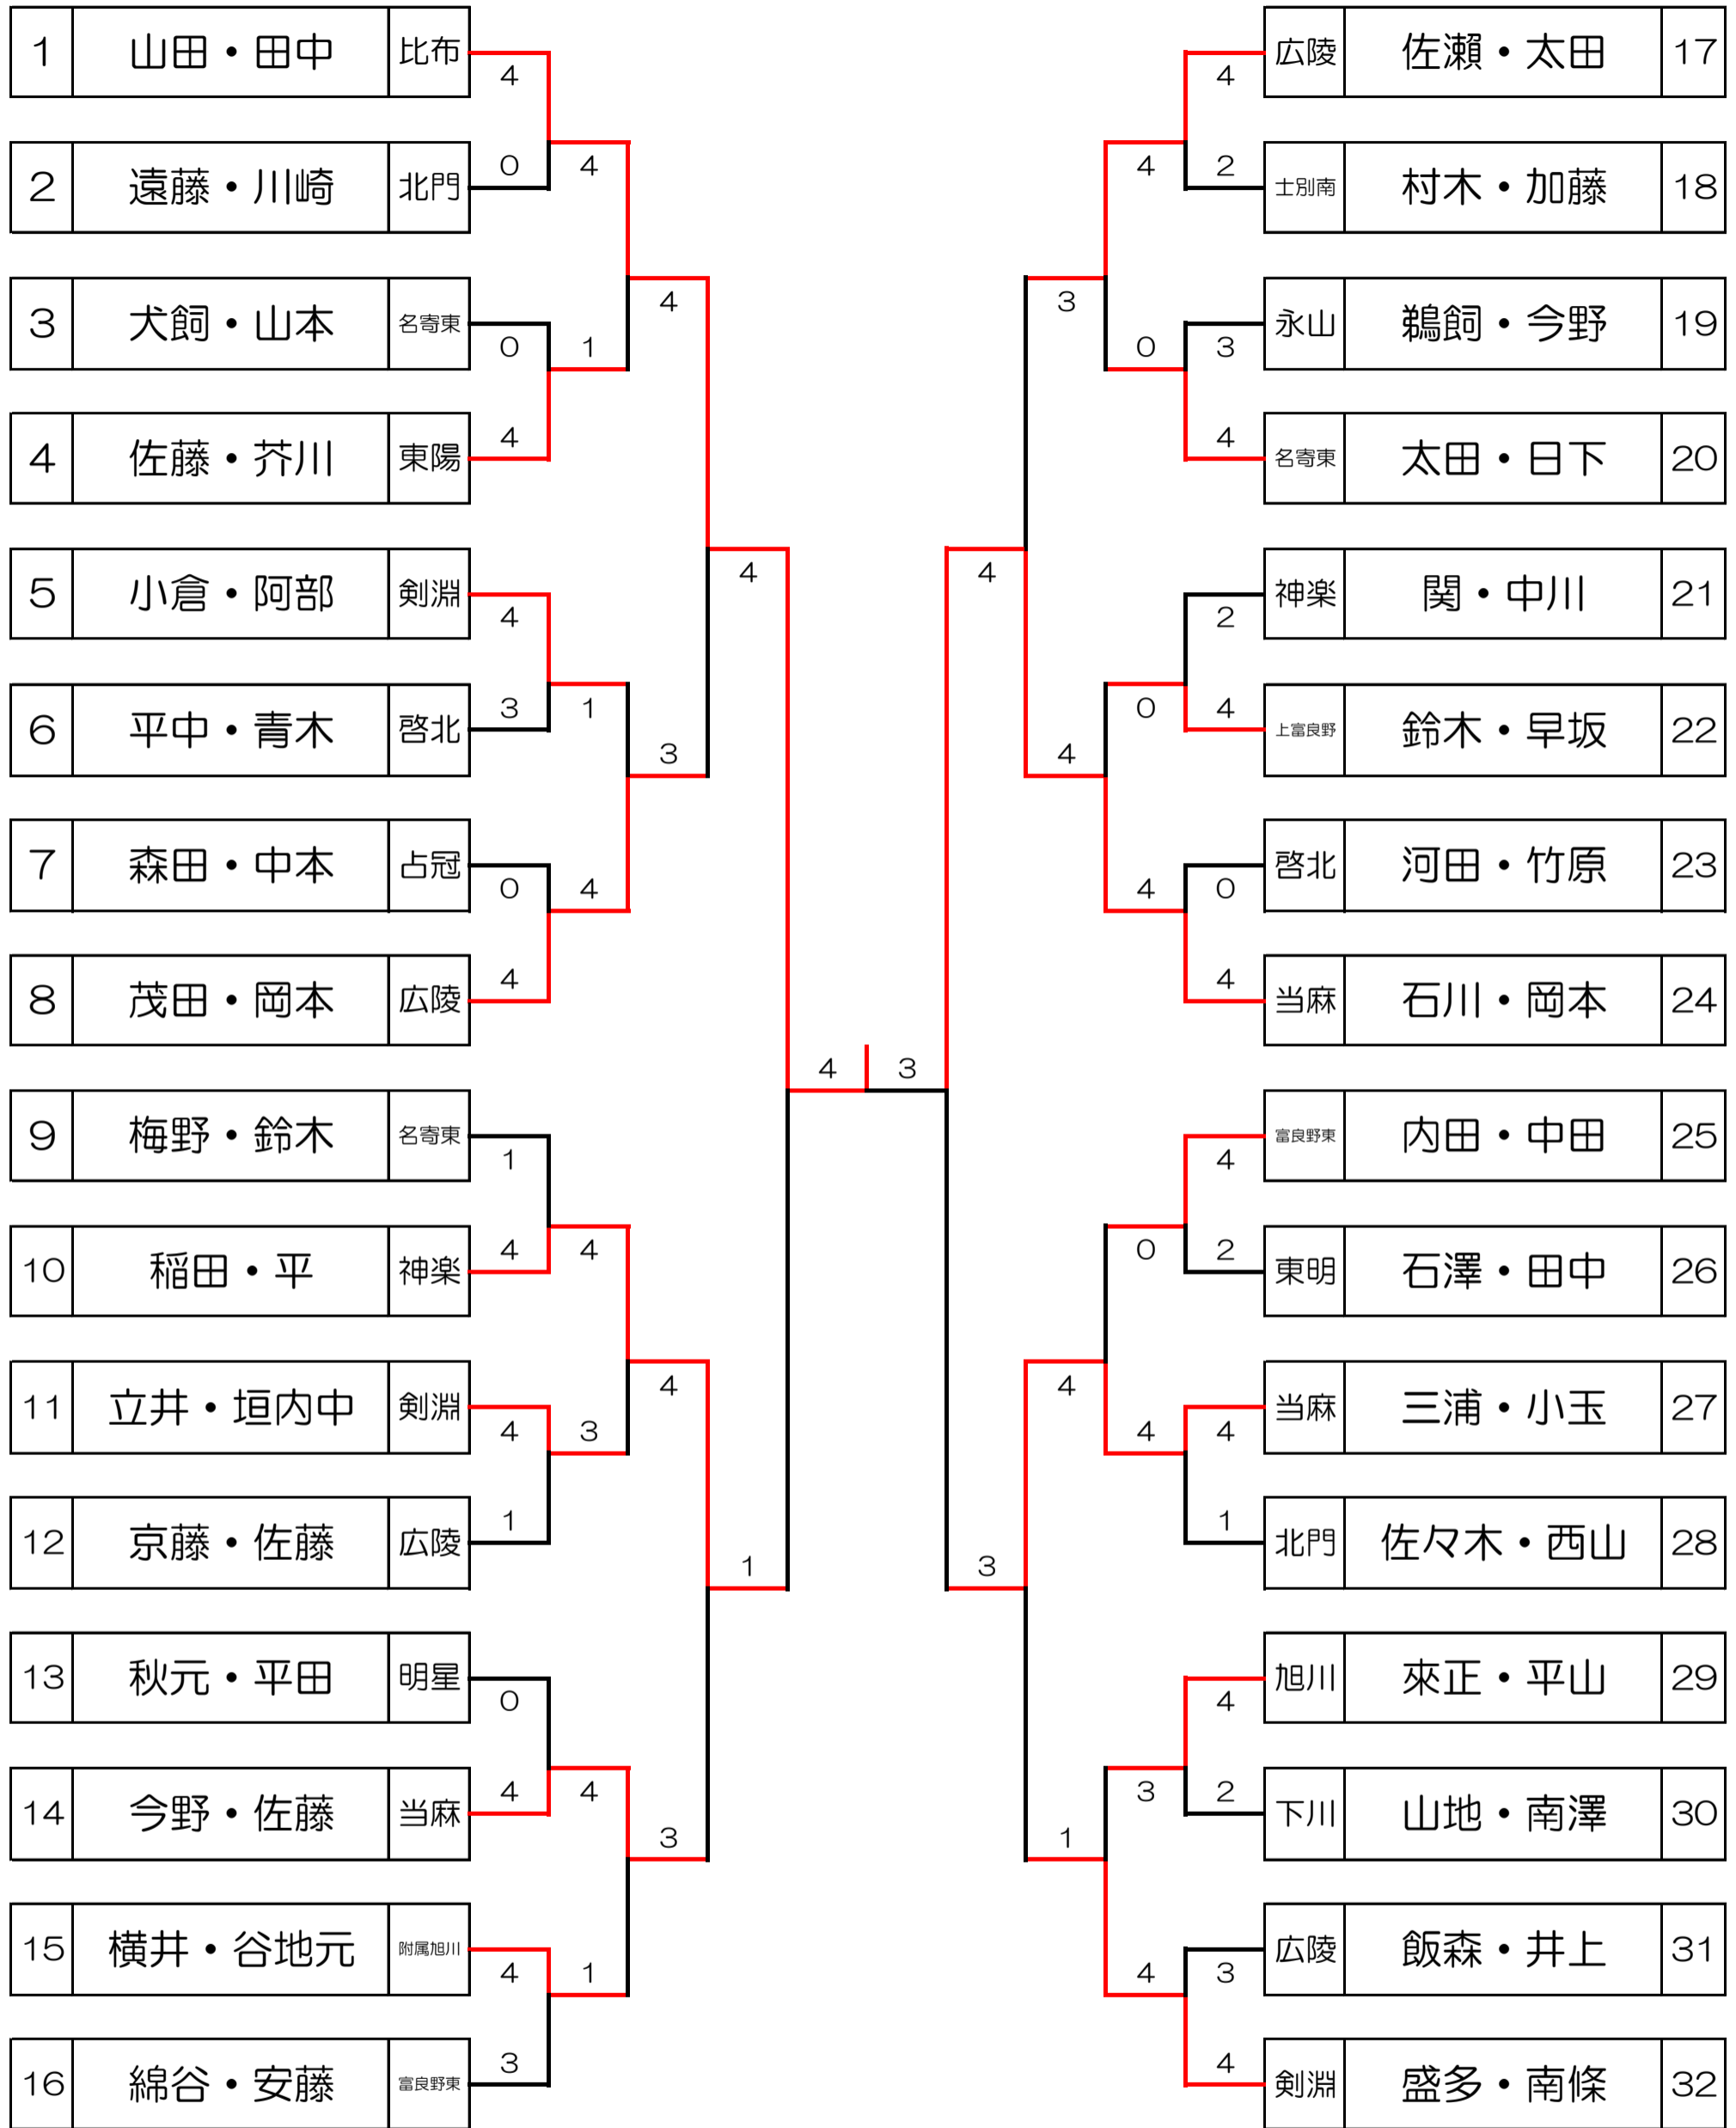 1 山田・田中 比布
4
2 遠藤・川崎 北門
0
4
3 犬飼・山本 名寄東
0
1
4
4 佐藤・芥川 東陽
4
5 小倉・阿部 剣淵
4
4
6 平中・青木 啓北
3
1
3
7 森田・中本 占冠
0
4
8 茂田・岡本 広陵
4
4
9 梅野・鈴木 名寄東
1
10 稲田・平 神楽
4
4
11 立井・垣内中 剣淵
4
3
4
12 京藤・佐藤 広陵
1
1
13 秋元・平田 明星
0
14 今野・佐藤 当麻
4
4
3
15 横井・谷地元 附属旭川
4
1
16 綿谷・安藤 富良野東
3
広陵 佐瀬・太田 17
4
士別南 村木・加藤 18
2
4
永山 鵜飼・今野 19
3
0
3
名寄東 太田・日下 20
4
神楽 関・中川 21
2
4
上富良野 鈴木・早坂 22
4
0
4
啓北 河田・竹原 23
0
4
当麻 石川・岡本 24
4
3
富良野東 内田・中田 25
4
東明 石澤・田中 26
2
0
当麻 三浦・小玉 27
4
4
4
北門 佐々木・西山 28
1
3
旭川 來正・平山 29
4
下川 山地・南澤 30
2
3
1
広陵 飯森・井上 31
3
4
剣淵 盛多・南條 32
4